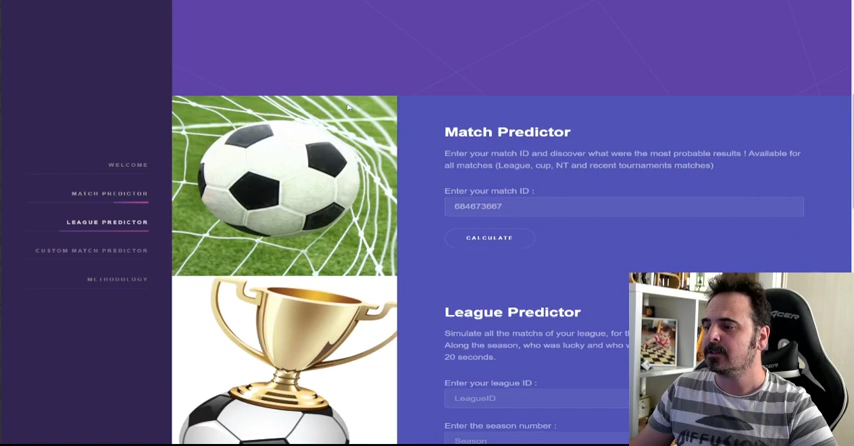 WELCOME
MATCH PREDICTOR
LEAGUE PREDICTOR
CUSTOM MATCH PREDICTOR
METHODOLOGY
Match Predictor
Enter your match ID and discover what were the most probable results ! Available for
all matches (League, cup, NT and recent tournaments matches)
Enter your match ID :
684673667
CALCULATE
League Predictor
Simulate all the matchs of your league, for
Along the season, who was lucky and who
20 seconds.
Enter your league ID :
LeagueID
Enter the season number :
Season